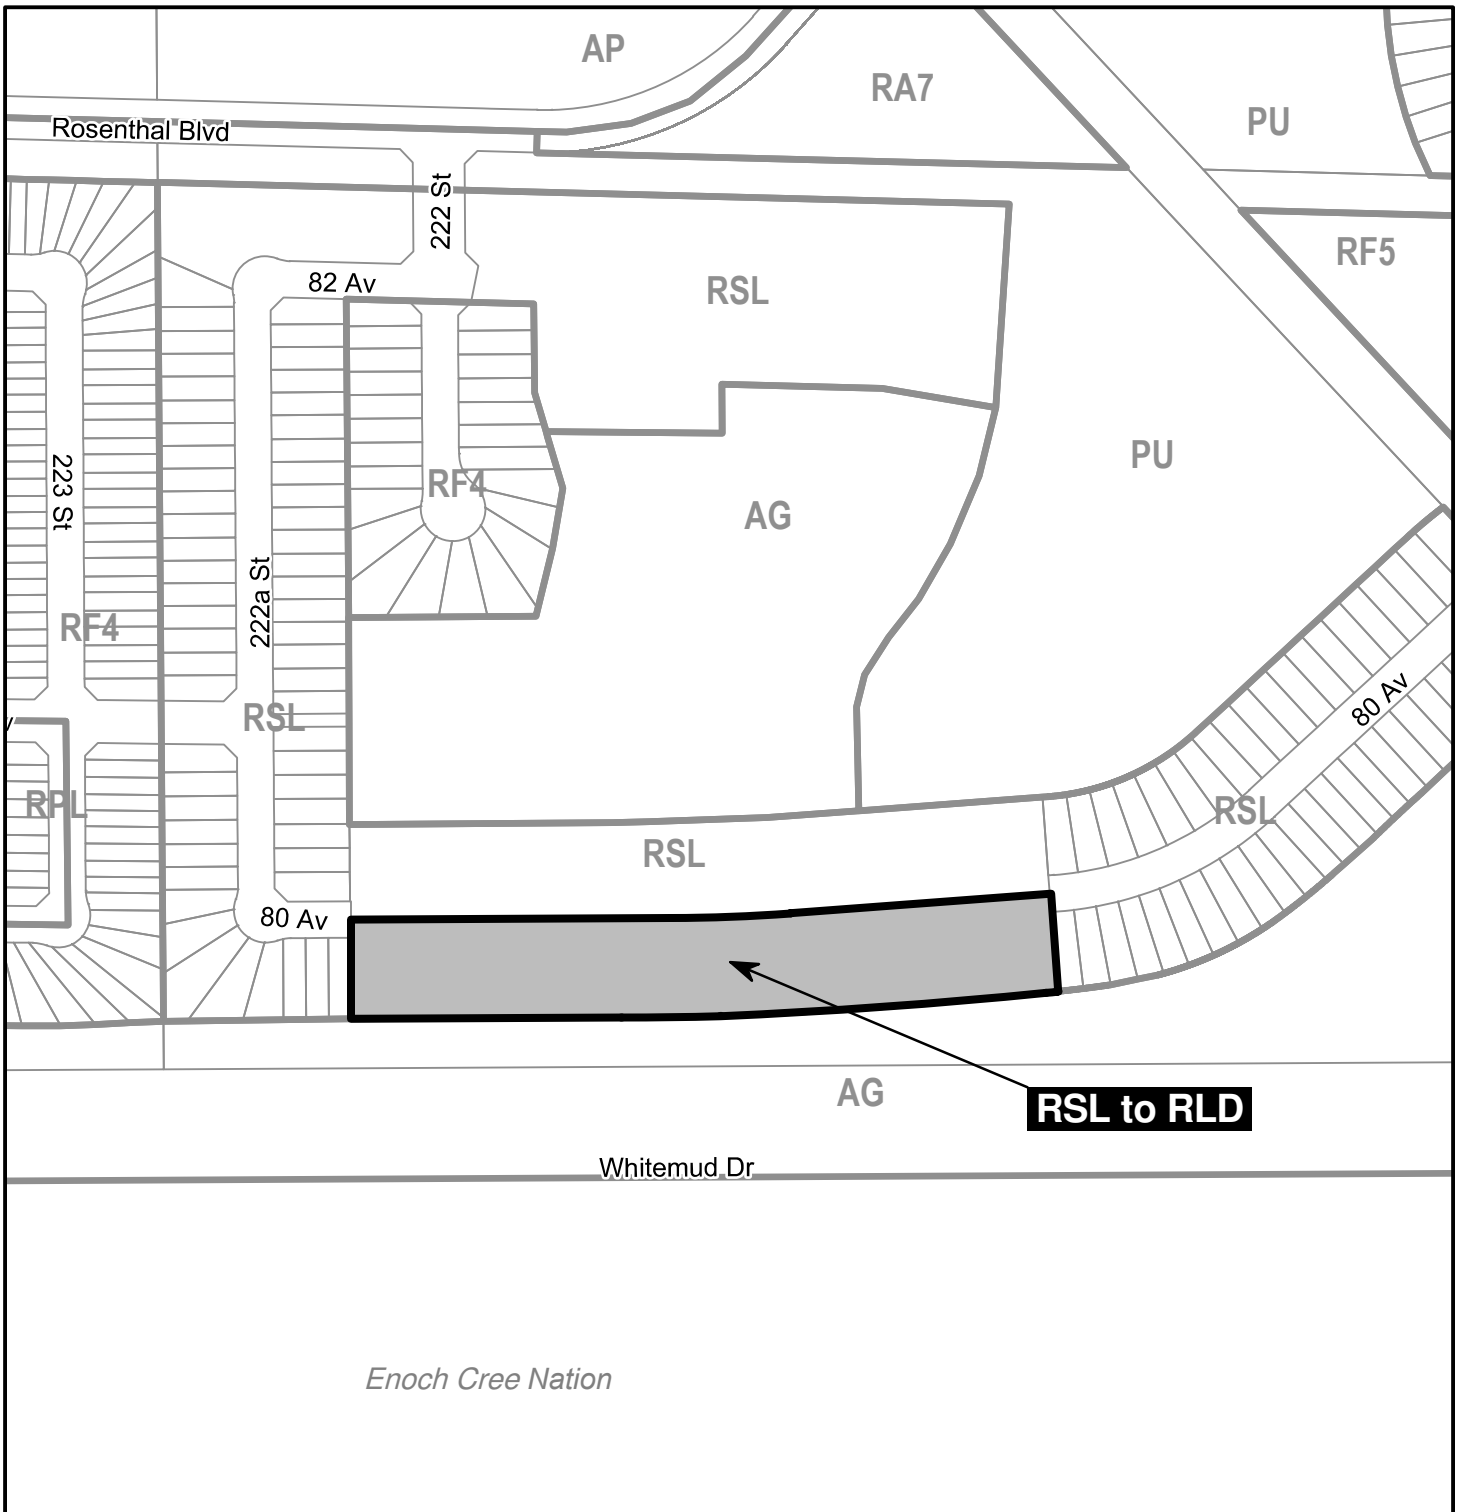 AP
RA7
PU
Rosenthal Blvd
222 St
RF5
82 Av
RSL
PU
RF4
223 St
AG
222a St
RF4
RSL
80 Av
RPL
RSL
RSL
80 Av
AG
RSL to RLD
Whitemud Dr
Enoch Cree Nation